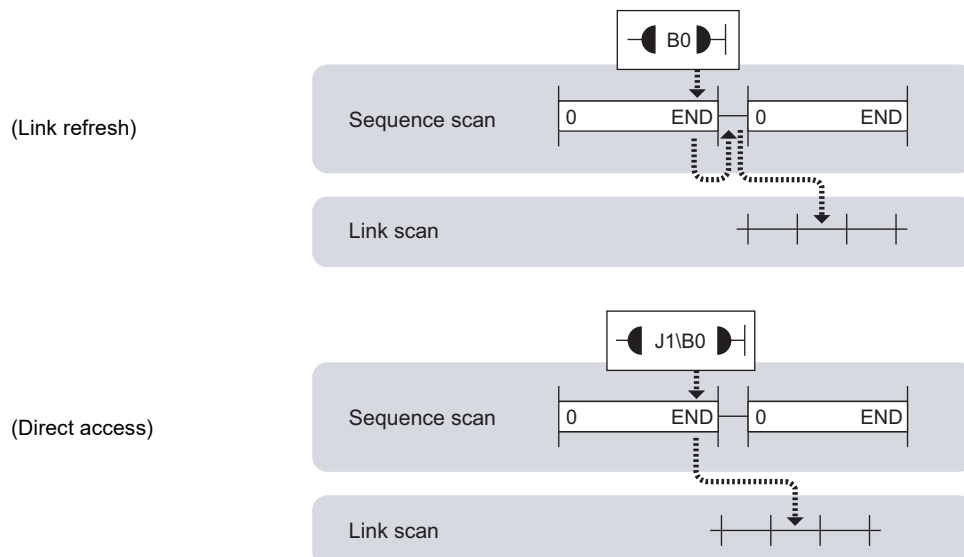 B0
(Link refresh)
Sequence scan
0 END 0 END
Link scan
J1\B0
(Direct access)
Sequence scan
0 END 0 END
Link scan